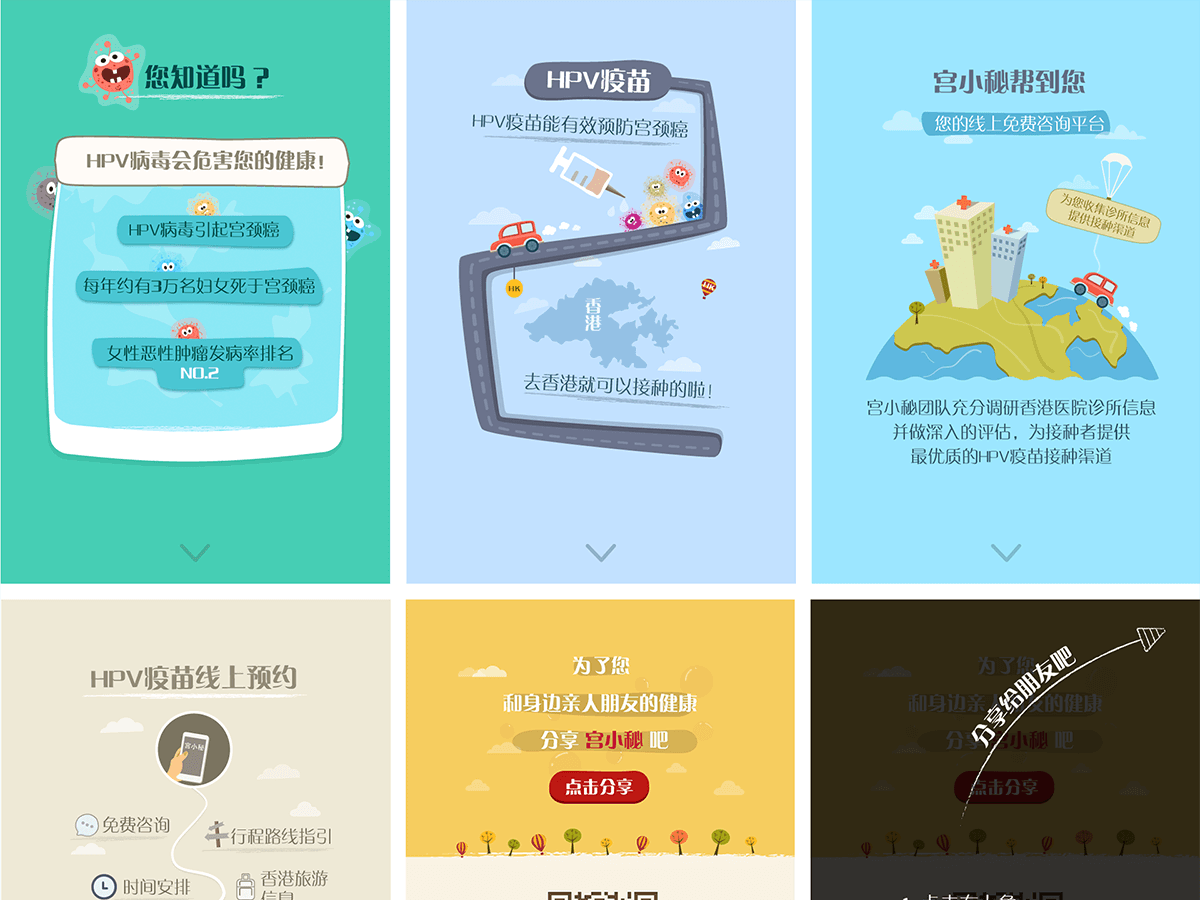 您知道吗？
HPV病毒会危害您的健康!
HPV病毒引起宫颈癌
每年约有3万名妇女死于宫颈癌
女性恶性肿瘤发病率排名
NO.2
HPV疫苗
HPV疫苗能有效预防宫颈癌
HK
HK
香港
去香港就可以接种的啦!
宫小秘帮到您
您的线上免费咨询平台
为您收集诊所信息
提供接种渠道
宫小秘团队充分调研香港医院诊所信息
并做深入的评估，为接种者提供
最优质的HPV疫苗接种渠道
HPV疫苗线上预约
宫小秘
免费咨询
行程路线指引
时间安排
香港旅游
信息
为了您
和身边亲人朋友的健康
分享 宫小秘 吧
点击分享
分享给朋友吧
为了您
和身边亲人朋友的健康
分享 宫小秘 吧
点击分享